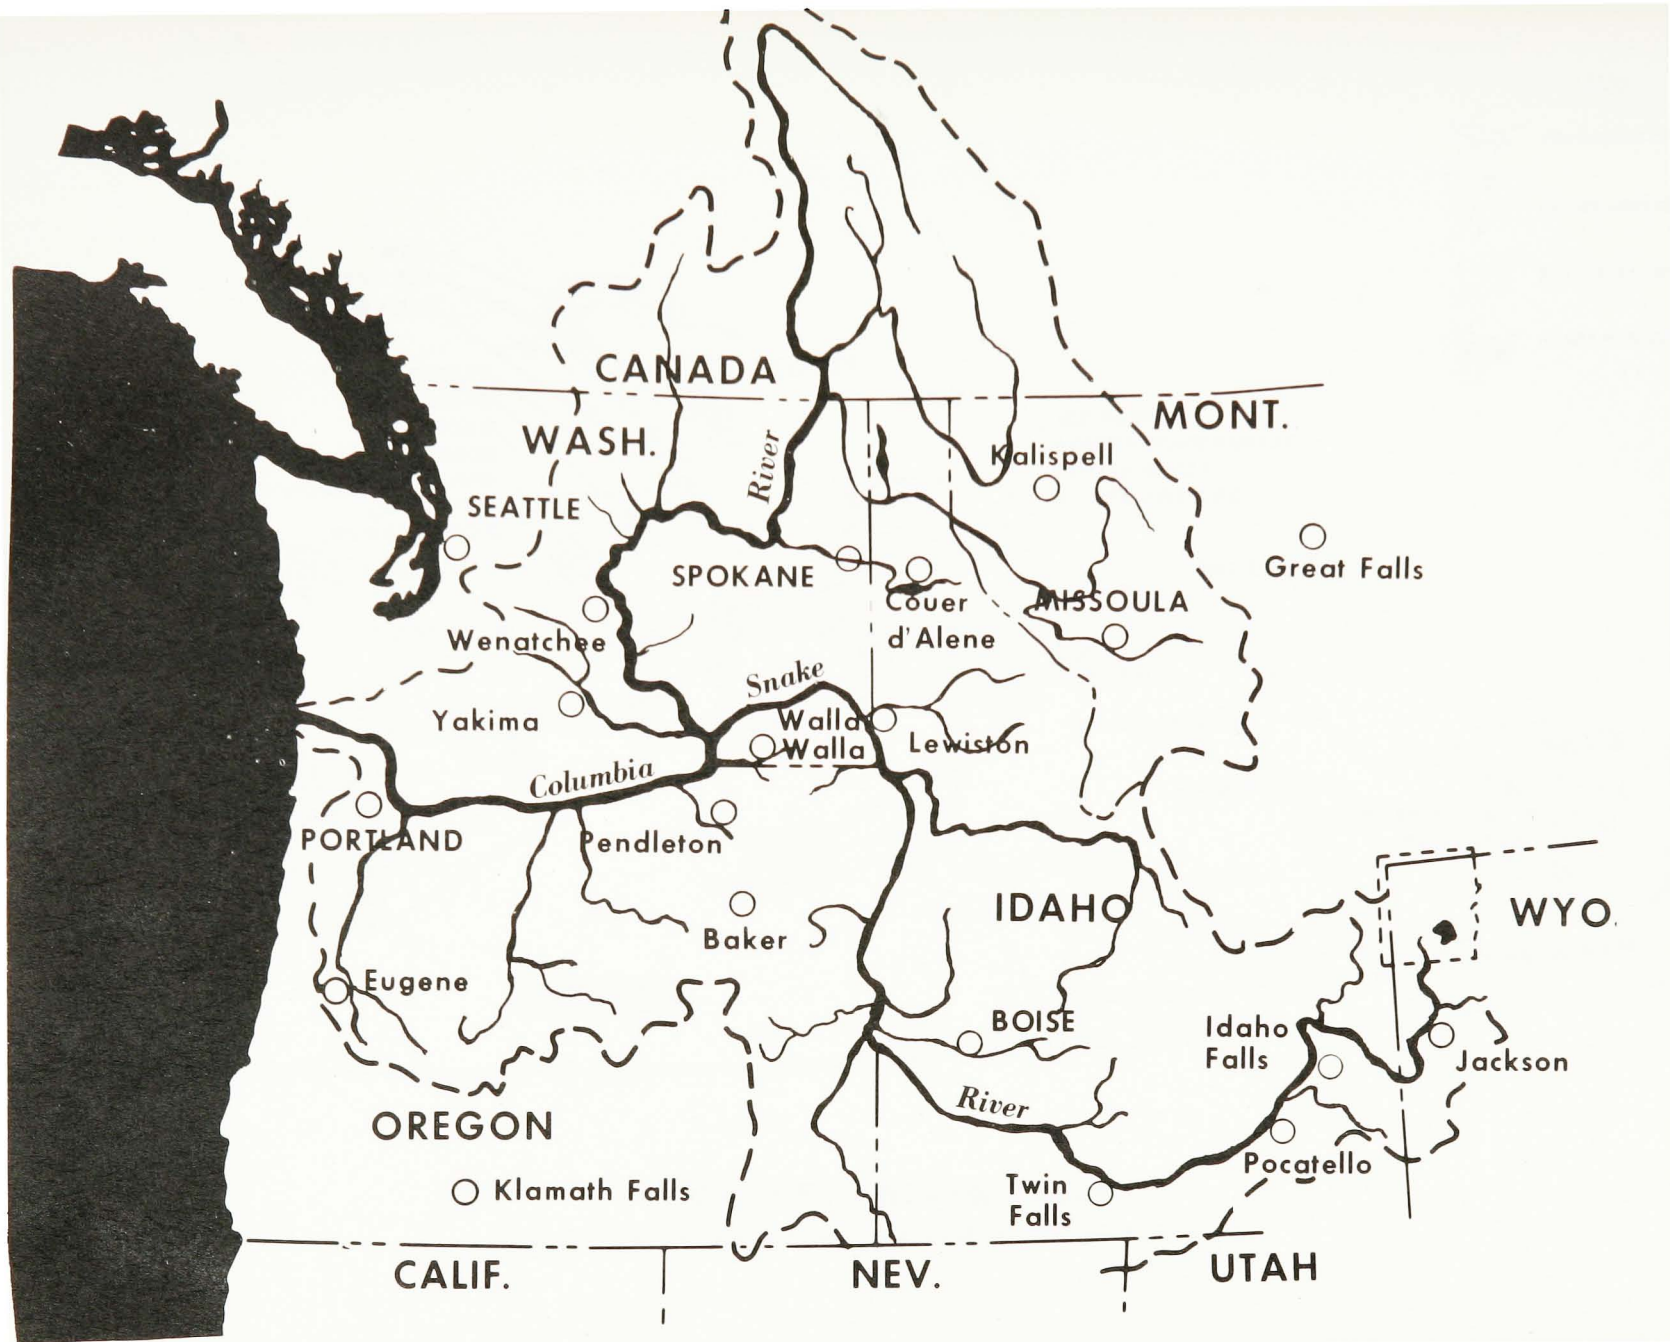 CANADA
MONT.
WASH.
River
Kalispell
SEATTLE
Great Falls
SPOKANE
Couer
d'Alene
MISSOULA
Wenatchee
Snake
Yakima
Walla
Walla
Lewiston
Columbia
PORTLAND
Pendleton
IDAHO
WYO.
Baker
Eugene
BOISE
Idaho
Falls
Jackson
River
OREGON
Pocatello
Klamath Falls
Twin
Falls
CALIF.
NEV.
UTAH